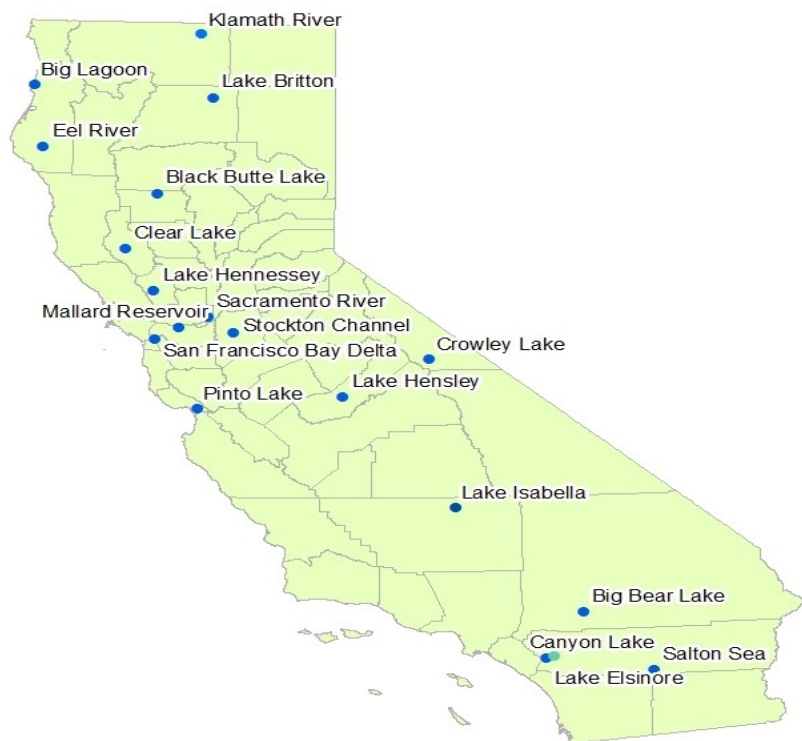 Klamath River
Big Lagoon
Lake Britton
Eel River
Black Butte Lake
Clear Lake
Lake Hennessey
Sacramento River
Mallard Reservoir
Stockton Channel
San Francisco Bay Delta
Crowley Lake
Lake Hensley
Pinto Lake
Lake Isabella
Big Bear Lake
Canyon Lake
Salton Sea
Lake Elsinore